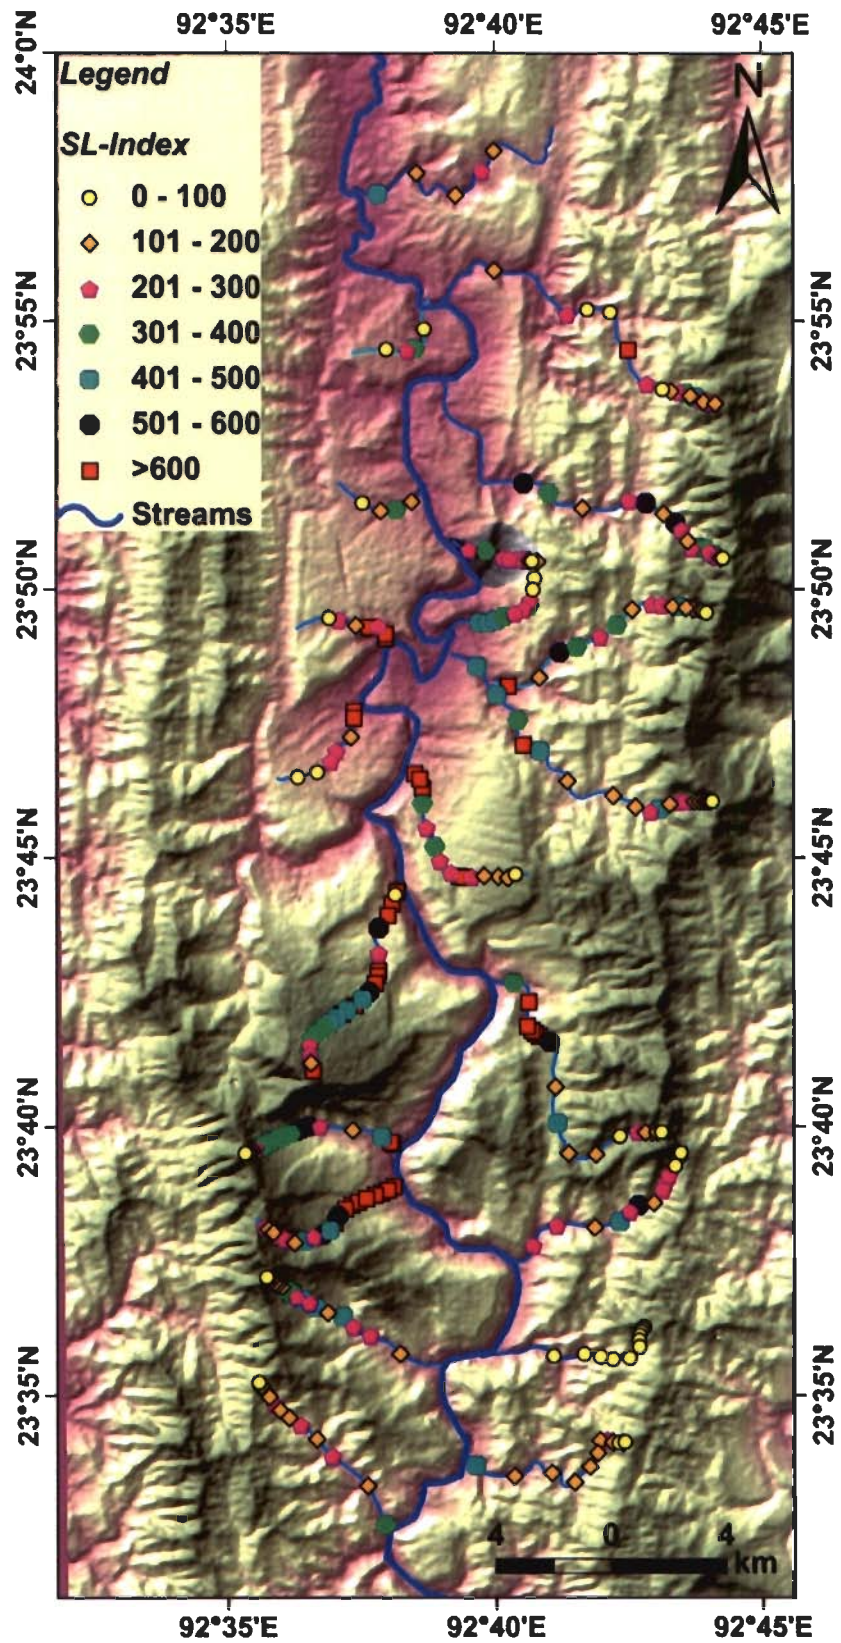 92°35'E 92°40'E 92°45'E
24°0'N
Legend
N
SL-Index
0 - 100
101 - 200
201 - 300
301 - 400
401 - 500
501 - 600
>600
Streams
23°55'N 23°55'N
23°50'N 23°50'N
23°45'N 23°45'N
23°40'N 23°40'N
23°35'N 23°35'N
4 0 4
km
92°35'E 92°40'E 92°45'E